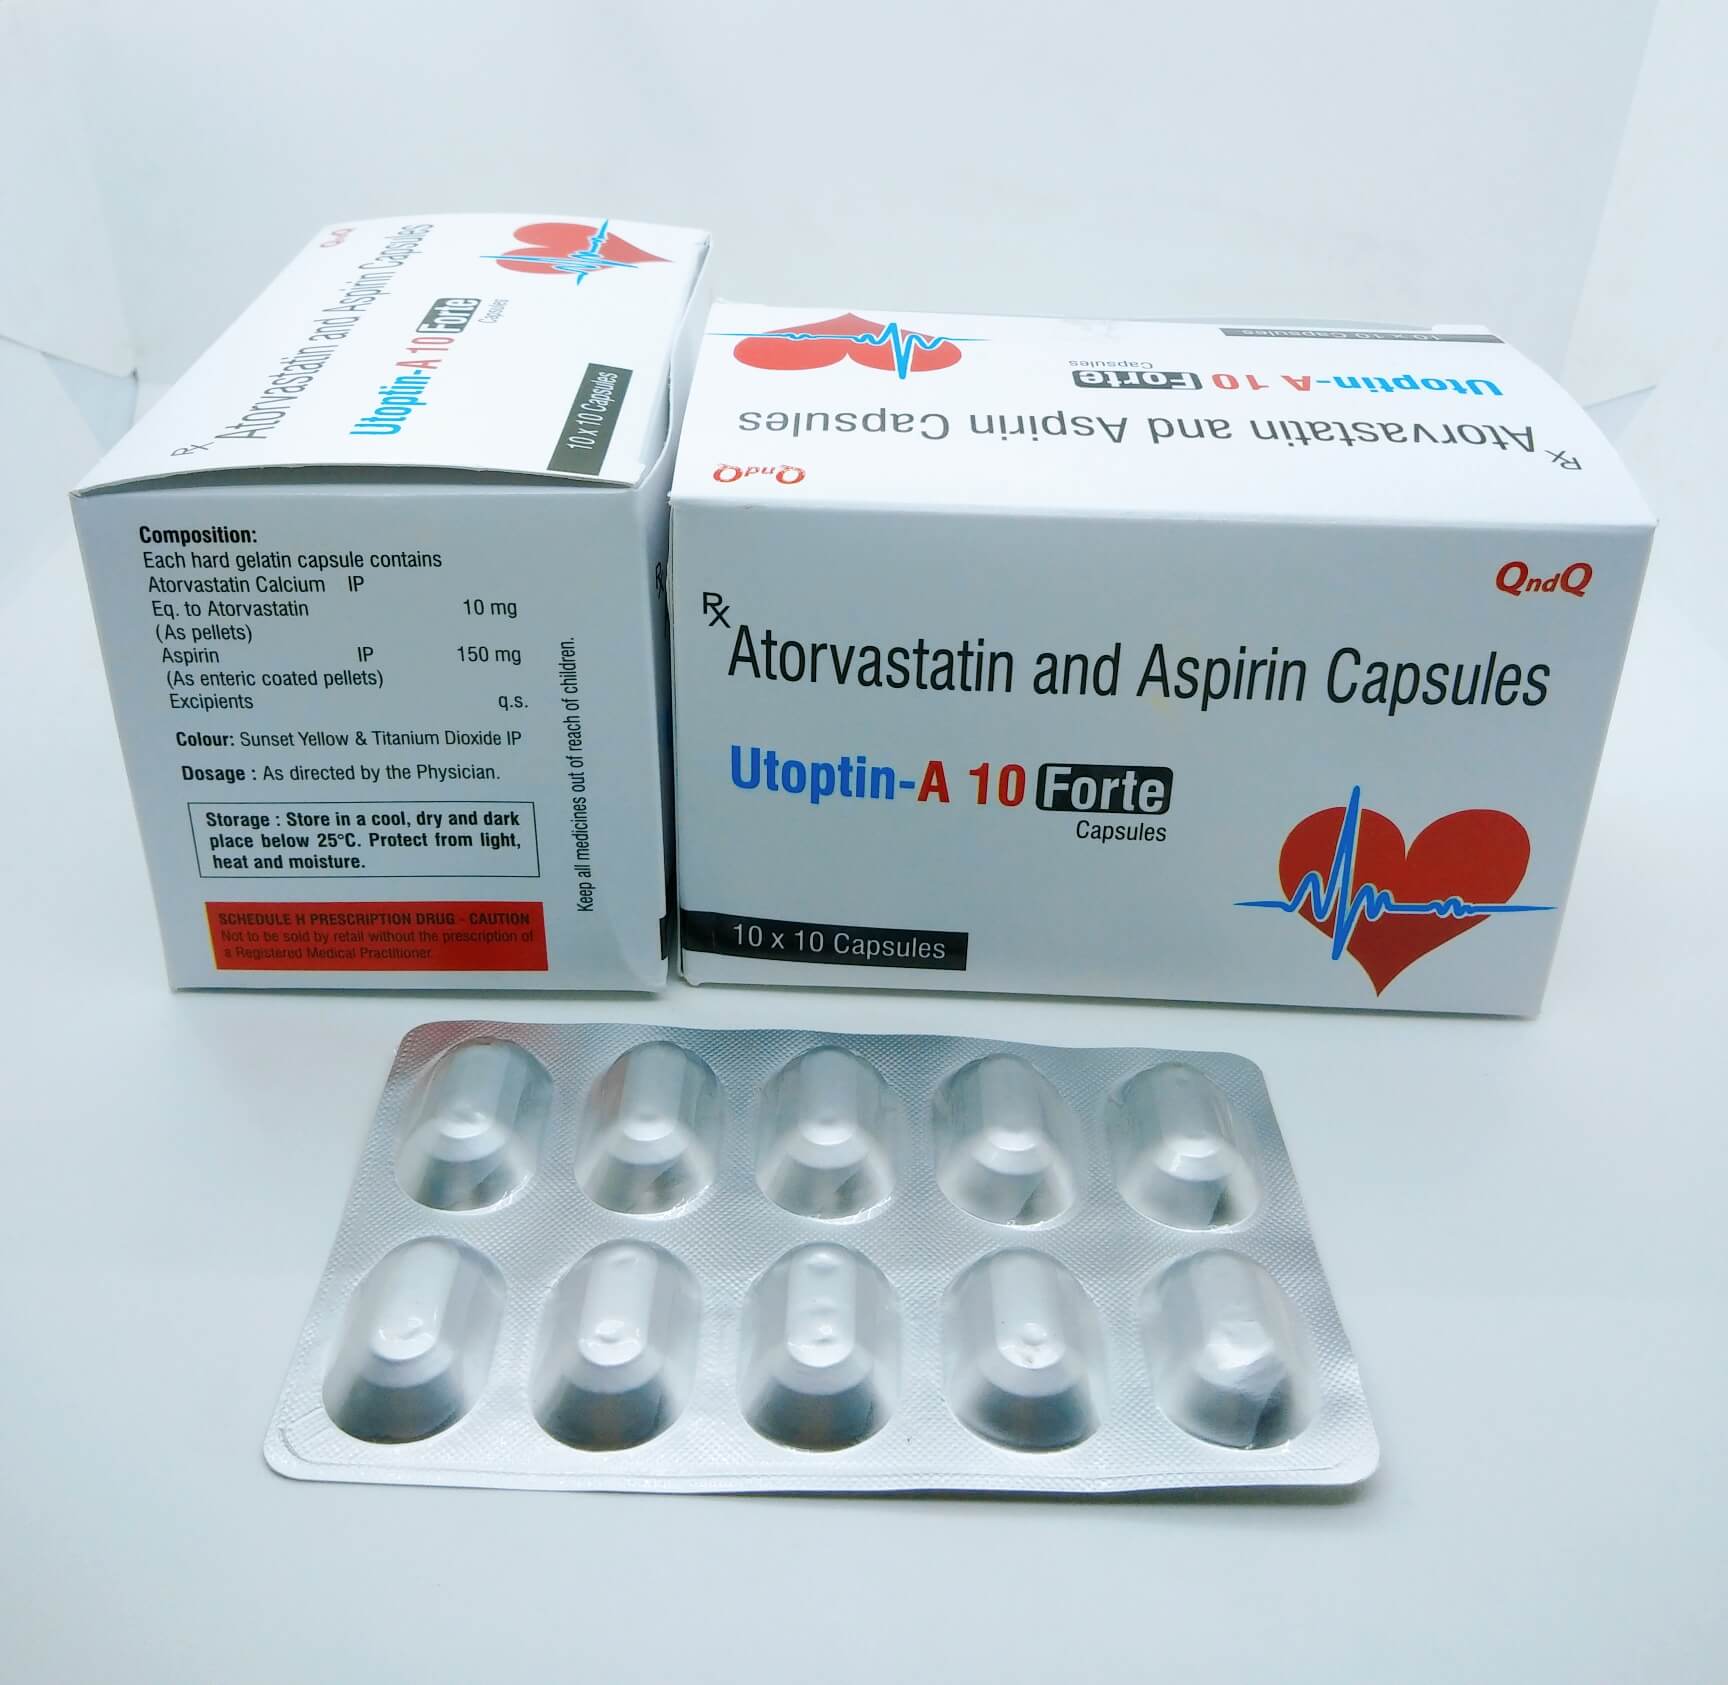 QndQ
Rx
Atorvastatin and Aspirin Capsules
Utoptin-A 10 Forte
Capsules
10 x 10 Capsules
Composition:
Each hard gelatin capsule contains
Atorvastatin Calcium IP
Eq. to Atorvastatin 10 mg
(As pellets)
Aspirin IP 150 mg
(As enteric coated pellets)
Excipients q.s.
Colour: Sunset Yellow & Titanium Dioxide IP
Dosage : As directed by the Physician.
Storage : Store in a cool, dry and dark
place below 25°C. Protect from light,
heat and moisture.
SCHEDULE H PRESCRIPTION DRUG - CAUTION
Not to be sold by retail without the prescription of
a Registered Medical Practitioner.
Keep all medicines out of reach of children.
Rx
10 x 10 Capsules
Utoptin-A 10 Forte
Capsules
Rx Atorvastatin and Aspirin Capsules
QndQ
QndQ
Rx
Atorvastatin and Aspirin Capsules
Utoptin-A 10 Forte
Capsules
10 x 10 Capsules